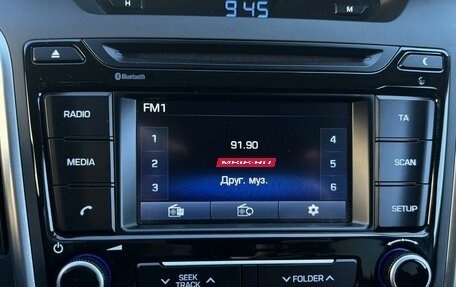 H
9:45
M
Bluetooth
RADIO
MEDIA
FM1
1
2
3
91.90
Друг. муз.
4
5
6
TA
SCAN
SETUP
SEEK
TRACK
FOLDER